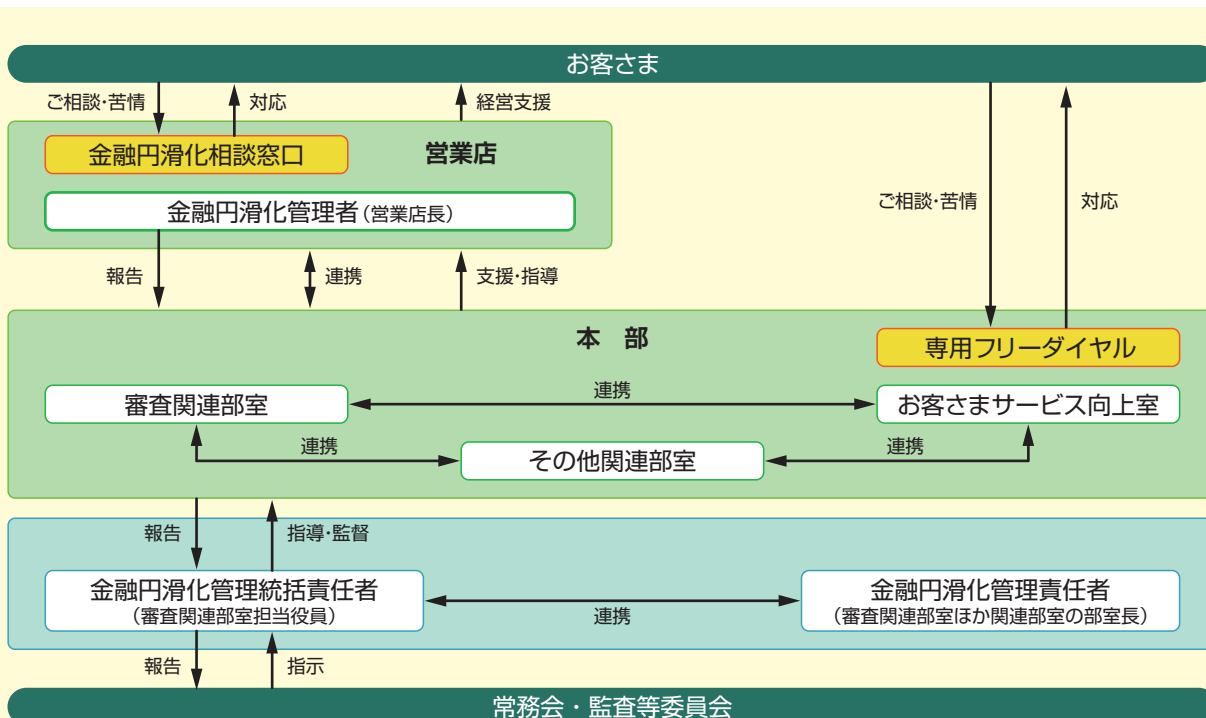 お客さま
ご相談・苦情
対応
経営支援
金融円滑化相談窓口
営業店
金融円滑化管理者(営業店長)
ご相談・苦情
対応
報告
連携
支援・指導
本 部
専用フリーダイヤル
審査関連部室
連携
お客さまサービス向上室
連携
その他関連部室
連携
報告
指導・監督
金融円滑化管理統括責任者
(審査関連部室担当役員)
連携
金融円滑化管理責任者
(審査関連部室ほか関連部室の部室長)
報告
指示
常務会・監査等委員会